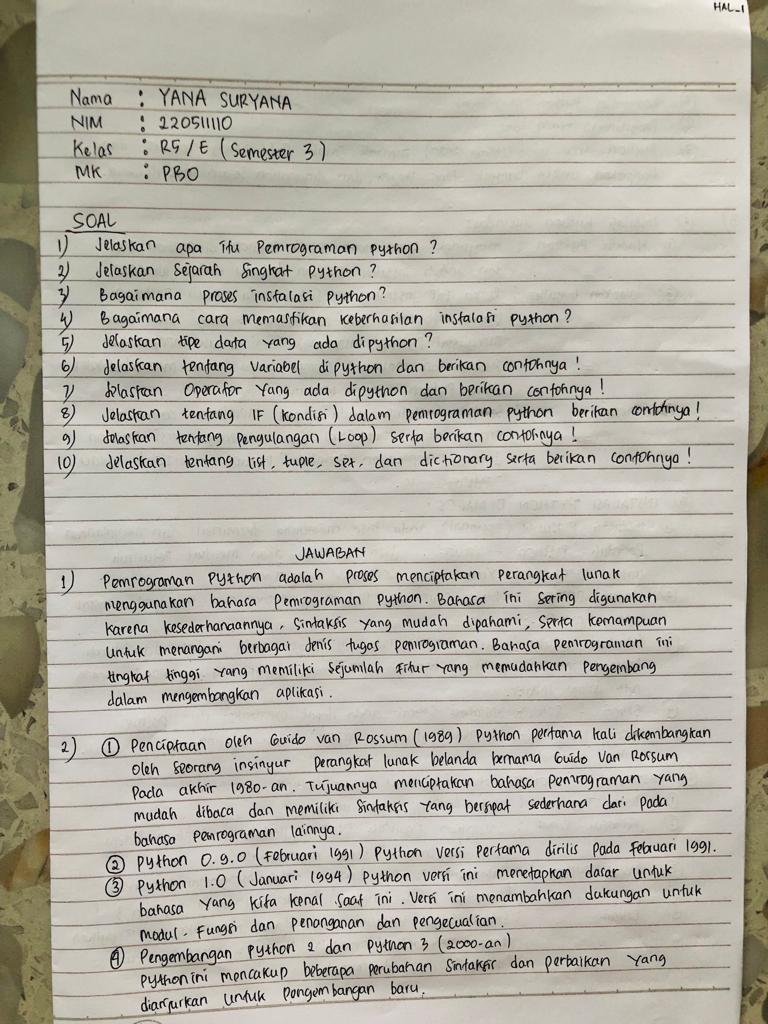 HAL_1
Nama : YANA SURYANA
NIM : 220511110
Kelas : R5/E (Semester 3)
MK : PBO
SOAL
1) Jelaskan apa itu Pemrograman python ?
2) Jelaskan Sejarah Singkat Python ?
3) Bagaimana proses instalasi Python?
4) Bagaimana cara memastikan keberhasilan instalasi python ?
5) Jelaskan tipe data yang ada dipython ?
6) Jelaskan tentang Variabel dipython dan berikan contohnya !
7) Jelaskan Operator Yang ada dipython dan berikan contohnya !
8) Jelaskan tentang IF (Kondisi) dalam pemrograman python berikan contohnya !
9) Jelaskan tentang pengulangan (Loop) serta berikan contohnya !
10) Jelaskan tentang list, tuple, set, dan dictionary serta berikan contohnya !
JAWABAN
1) Pemrograman Python adalah proses menciptakan perangkat lunak
menggunakan bahasa Pemrograman Python. Bahasa ini sering digunakan
karena kesederhanaannya, Sintaksis yang mudah dipahami, Serta kemampuan
untuk menangani berbagai jenis tugas pemrograman. Bahasa pemrograman ini
tingkat tinggi yang memiliki Sejumlah Fitur yang memudahkan Pengembang
dalam mengembangkan aplikasi.
2) ① Penciptaan oleh Guido van Rossum (1989) Python pertama kali dikembangkan
oleh seorang insinyur perangkat lunak belanda bernama Guido Van Rossum
Pada akhir 1980-an. Tujuannya menciptakan bahasa pemrograman yang
mudah dibaca dan memiliki Sintaksis yang bersipat sederhana dari pada
bahasa pemrograman lainnya.
② Python 0.9.0 (Februari 1991) Python versi Pertama dirilis Pada Febuari 1991.
③ Python 1.0 (Januari 1994) python versi ini menetapkan dasar untuk
bahasa yang kita kenal saat ini. Versi ini menambahkan dukungan untuk
modul. Fungsi dan penanganan dan pengecualian.
④ Pengembangan Python 2 dan Python 3 (2000-an)
Python ini mencakup beberapa perubahan Sintaksis dan perbaikan yang
dianjurkan untuk Pengembangan baru.